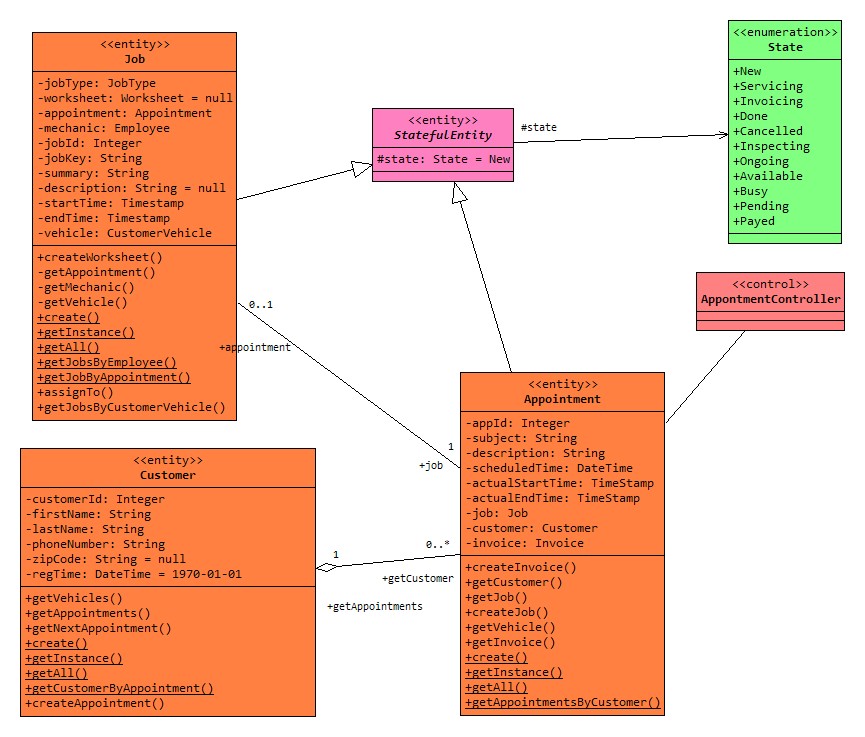 <<entity>>
Job
-jobType: JobType
-worksheet: Worksheet = null
-appointment: Appointment
-mechanic: Employee
-jobId: Integer
-jobKey: String
-summary: String
-description: String = null
-startTime: Timestamp
-endTime: Timestamp
-vehicle: CustomerVehicle
+createWorksheet()
-getAppointment()
-getMechanic()
-getVehicle()
+create()
+getInstance()
+getAll()
+getJobsByEmployee()
+getJobByAppointment()
+assignTo()
+getJobsByCustomerVehicle()
<<entity>>
StatefulEntity
#state: State = New
#state
<<enumeration>>
State
+New
+Servicing
+Invoicing
+Done
+Cancelled
+Inspecting
+Ongoing
+Available
+Busy
+Pending
+Payed
<<control>>
AppontmentController
0..1
+appointment
1
+job
<<entity>>
Customer
-customerId: Integer
-firstName: String
-lastName: String
-phoneNumber: String
-zipCode: String = null
-regTime: DateTime = 1970-01-01
+getVehicles()
+getAppointments()
+getNextAppointment()
+create()
+getInstance()
+getAll()
+getCustomerByAppointment()
+createAppointment()
1
0..*
+getCustomer
+getAppointments
<<entity>>
Appointment
-appId: Integer
-subject: String
-description: String
-scheduledTime: DateTime
-actualStartTime: TimeStamp
-actualEndTime: TimeStamp
-job: Job
-customer: Customer
-invoice: Invoice
+createInvoice()
+getCustomer()
+getJob()
+createJob()
+getVehicle()
+getInvoice()
+create()
+getInstance()
+getAll()
+getAppointmentsByCustomer()